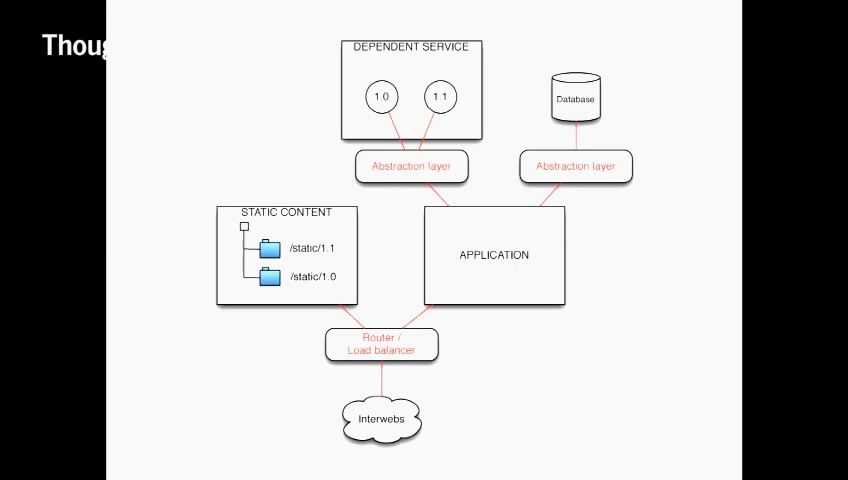 DEPENDENT SERVICE
1.0
1.1
Database
Abstraction layer
Abstraction layer
STATIC CONTENT
/static/1.1
/static/1.0
APPLICATION
Router /
Load balancer
Interwebs